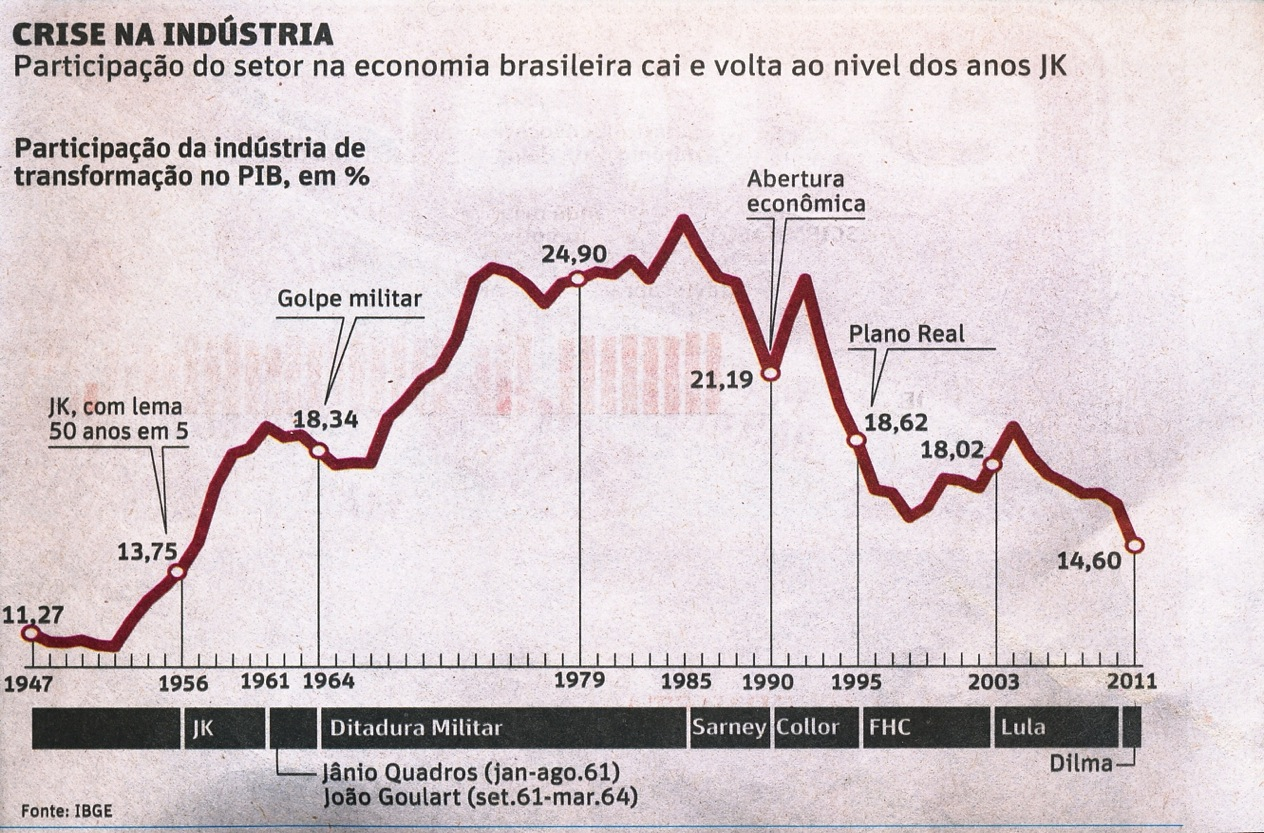 CRISE NA INDÚSTRIA
Participação do setor na economia brasileira cai e volta ao nivel dos anos JK
Participação da indústria de
transformação no PIB, em %
Abertura
econômica
24,90
Golpe militar
Plano Real
21,19
JK, com lema
50 anos em 5
18,34
18,62
18,02
13,75
14,60
11,27
1947 1956 1961 1964 1979 1985 1990 1995 2003 2011
JK Ditadura Militar Sarney Collor FHC Lula
Dilma
Jânio Quadros (jan-ago.61)
João Goulart (set.61-mar.64)
Fonte: IBGE